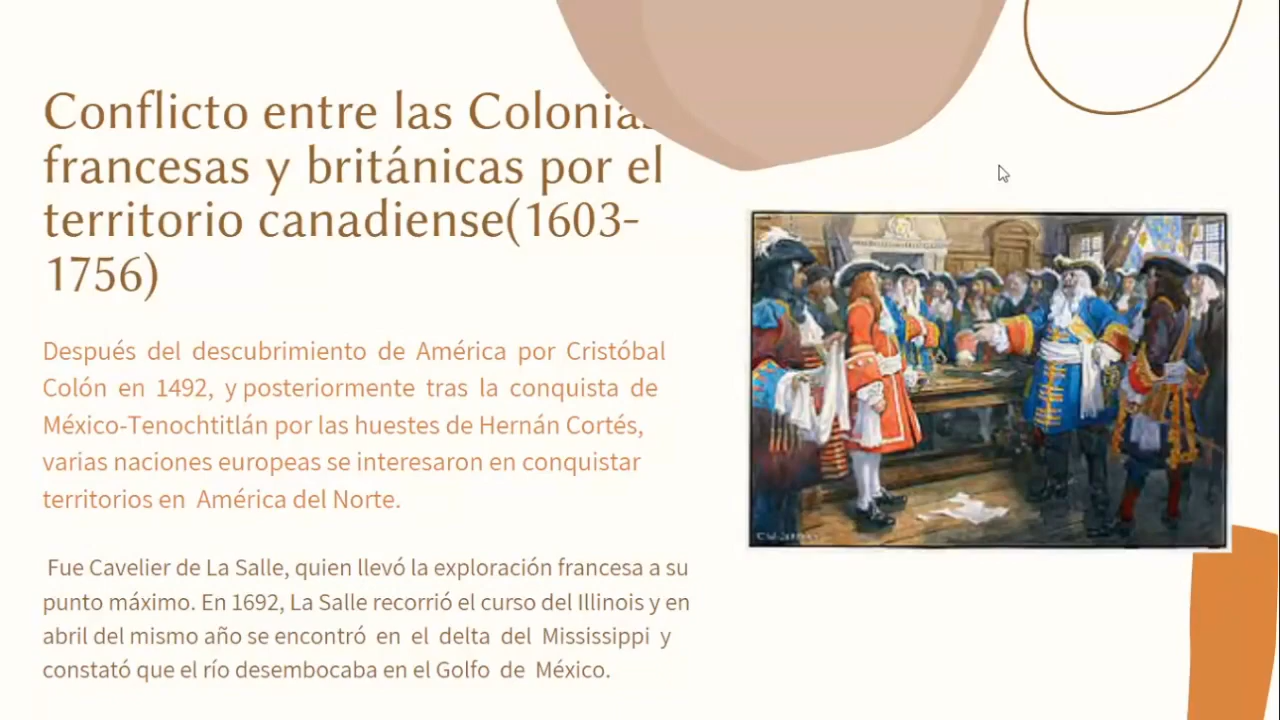 Conflicto entre las Colonias
francesas y británicas por el
territorio canadiense(1603-
1756)
Después del descubrimiento de América por Cristóbal
Colón en 1492, y posteriormente tras la conquista de
México-Tenochtitlán por las huestes de Hernán Cortés,
varias naciones europeas se interesaron en conquistar
territorios en América del Norte.
Fue Cavelier de La Salle, quien llevó la exploración francesa a su
punto máximo. En 1692, La Salle recorrió el curso del Illinois y en
abril del mismo año se encontró en el delta del Mississippi y
constató que el río desembocaba en el Golfo de México.